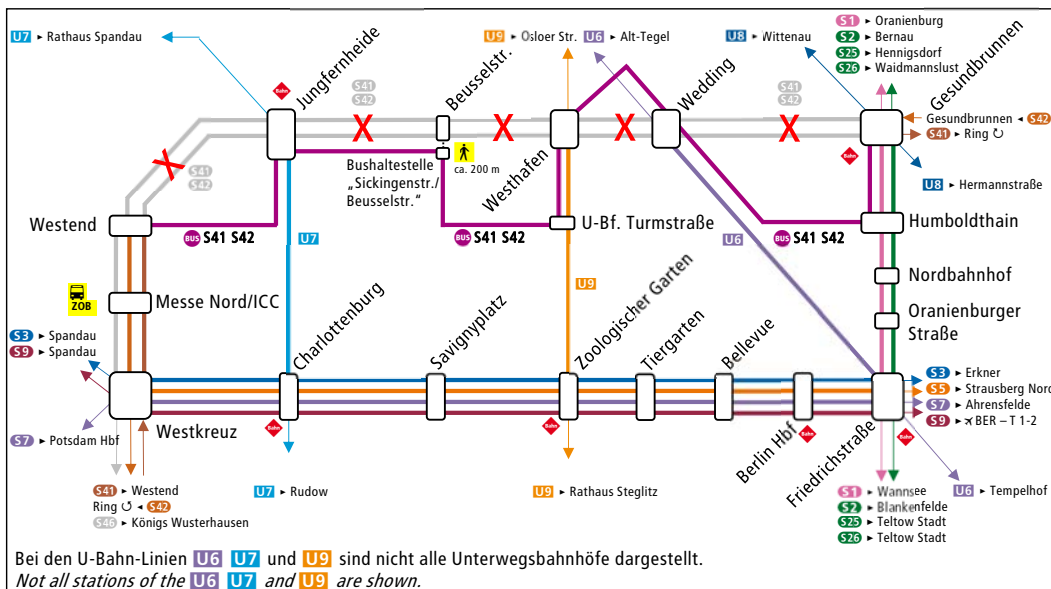 U7 ▸ Rathaus Spandau
U9 ▸ Osloer Str.
U6 ▸ Alt-Tegel
U8 ▸ Wittenau
S1 ▸ Oranienburg
S2 ▸ Bernau
S25 ▸ Hennigsdorf
S26 ▸ Waidmannslust
Bahn
Jungfernheide
S41
S42
Beusselstr.
Westhafen
Wedding
S41
S42
Gesundbrunnen
Gesundbrunnen ◂ S42
S41 ▸ Ring ↻
Bahn
U8 ▸ Hermannstraße
S41
S42
Bushaltestelle
„Sickingenstr./
Beusselstr.“
ca. 200 m
Westend
BUS S41 S42
U7
BUS S41 S42
U-Bf. Turmstraße
U6
BUS S41 S42
Humboldthain
ZOB
Messe Nord/ICC
U9
Nordbahnhof
Oranienburger
Straße
S3 ▸ Spandau
S9 ▸ Spandau
Charlottenburg
Savignyplatz
Zoologischer Garten
Tiergarten
Bellevue
S3 ▸ Erkner
S5 ▸ Strausberg Nord
S7 ▸ Ahrensfelde
S9 ▸ ✈BER – T 1-2
S7 ▸ Potsdam Hbf
Westkreuz
Bahn
Bahn
Berlin Hbf
Bahn
Friedrichstraße
Bahn
S41 ▸ Westend
Ring ↺ ◂ S42
S46 ▸ Königs Wusterhausen
U7 ▸ Rudow
U9 ▸ Rathaus Steglitz
S1 ▸ Wannsee
S2 ▸ Blankenfelde
S25 ▸ Teltow Stadt
S26 ▸ Teltow Stadt
U6 ▸ Tempelhof
Bei den U-Bahn-Linien U6 U7 und U9 sind nicht alle Unterwegsbahnhöfe dargestellt.
Not all stations of the U6 U7 and U9 are shown.